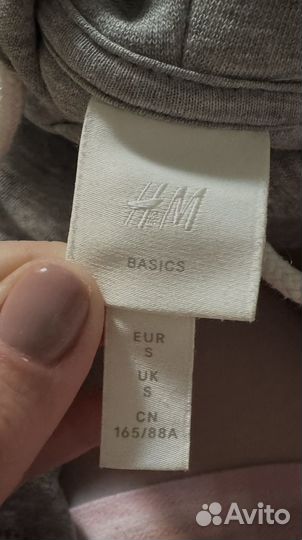 H&M
BASICS
EUR
S
UK
S
CN
165/88A
Avito